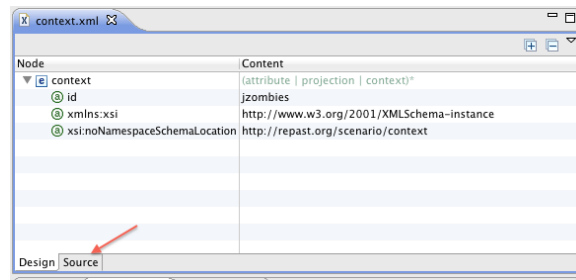 context.xml
Node Content
e context (attribute | projection | context)*
a id jzombies
a xmlns:xsi http://www.w3.org/2001/XMLSchema-instance
a xsi:noNamespaceSchemaLocation http://repast.org/scenario/context
Design Source